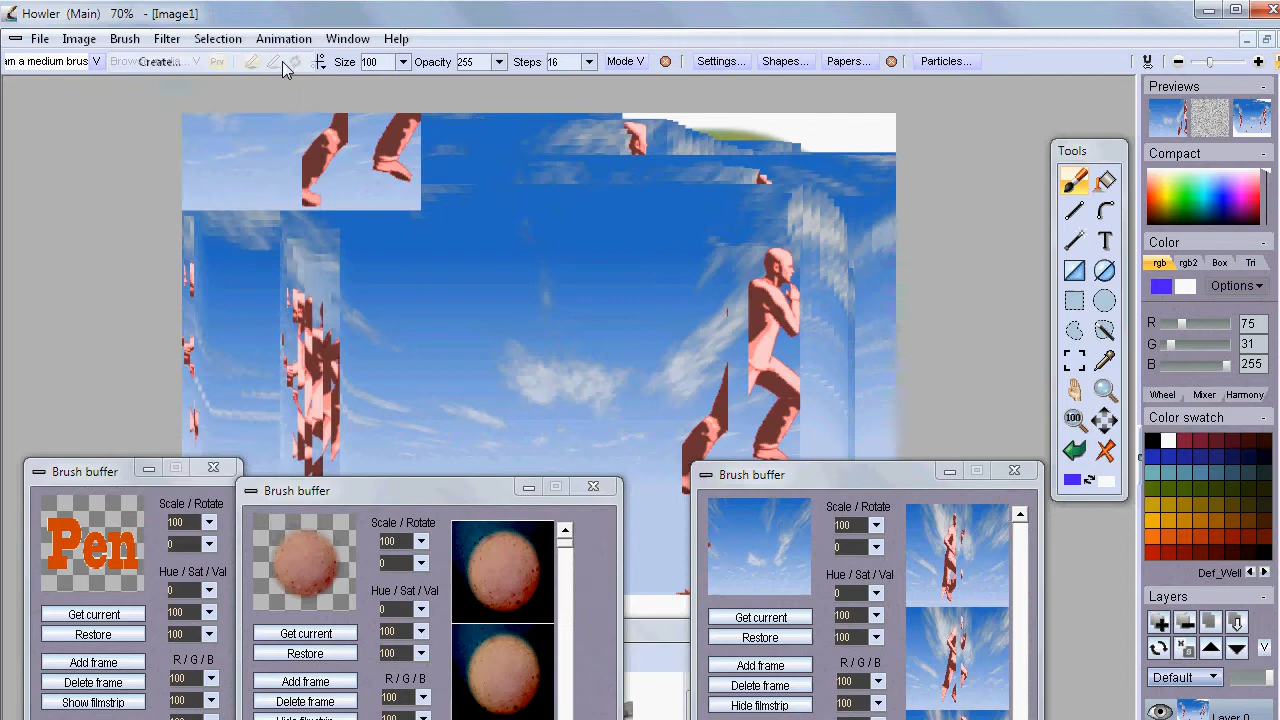 Howler (Main) 70% - [Image1]
File Image Brush Filter Selection Animation Window Help
am a medium brus V Create... Prv Size 100 Opacity 255 Steps 16 Mode V Settings... Shapes... Papers... Particles...
Previews -
Compact -
Color -
rgb rgb2 Box Tri
Options
R 75
G 31
B 255
Wheel Mixer Harmony
Color swatch -
Def_Well
Layers -
V
Default
Layer_0
Tools
T
100
Brush buffer
Pen
Scale / Rotate
100
0
Hue / Sat / Val
0
100
100
R / G / B
100
100
Get current
Restore
Add frame
Delete frame
Show filmstrip
Brush buffer
Scale / Rotate
100
0
Hue / Sat / Val
0
100
100
R / G / B
100
100
Get current
Restore
Add frame
Delete frame
Hide filmstrip
Brush buffer
Scale / Rotate
100
0
Hue / Sat / Val
0
100
100
R / G / B
100
100
Get current
Restore
Add frame
Delete frame
Hide filmstrip